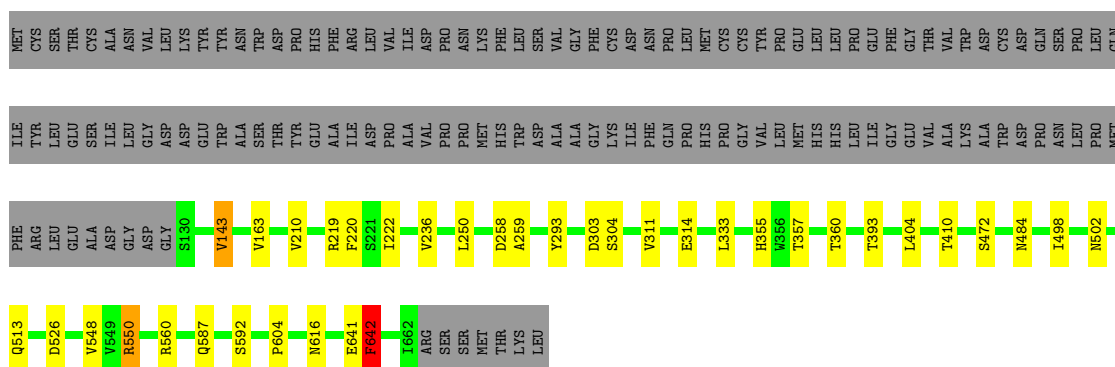 MET CYS SER THR CYS ALA ASN VAL LEU LYS TYR TYR ASN TRP ASP PRO HIS PHE ARG LEU VAL ILE ASP PRO ASN LYS PHE LEU SER VAL GLY PHE CYS ASP ASN PRO LEU MET CYS CYS TYR PRO GLU LEU LEU PRO GLU PHE GLY THR VAL TRP ASP CYS ASP GLN SER PRO LEU GLN
ILE TYR LEU GLU SER ILE LEU GLY ASP ASP GLU TRP ALA SER THR TYR GLU ALA ILE ASP PRO ALA VAL PRO PRO MET HIS TRP ASP ALA ALA GLY LYS ILE PHE GLN PRO HIS PRO GLY VAL LEU MET HIS HIS LEU ILE GLY GLU VAL ALA LYS ALA TRP ASP PRO ASN LEU PRO MET
PHE ARG LEU GLU ALA ASP GLY ASP GLY S130 V143 V163 V210 R219 F220 S221 I222 V236 L250 D258 A259 Y293 D303 S304 V311 E314 L333 H355 W356 T357 T360 T393 L404 T410 S472 N484 I498 N502
Q513 D526 V548 V549 R550 R560 Q587 S592 P604 N616 E641 F642 I662 ARG SER SER MET THR LYS LEU